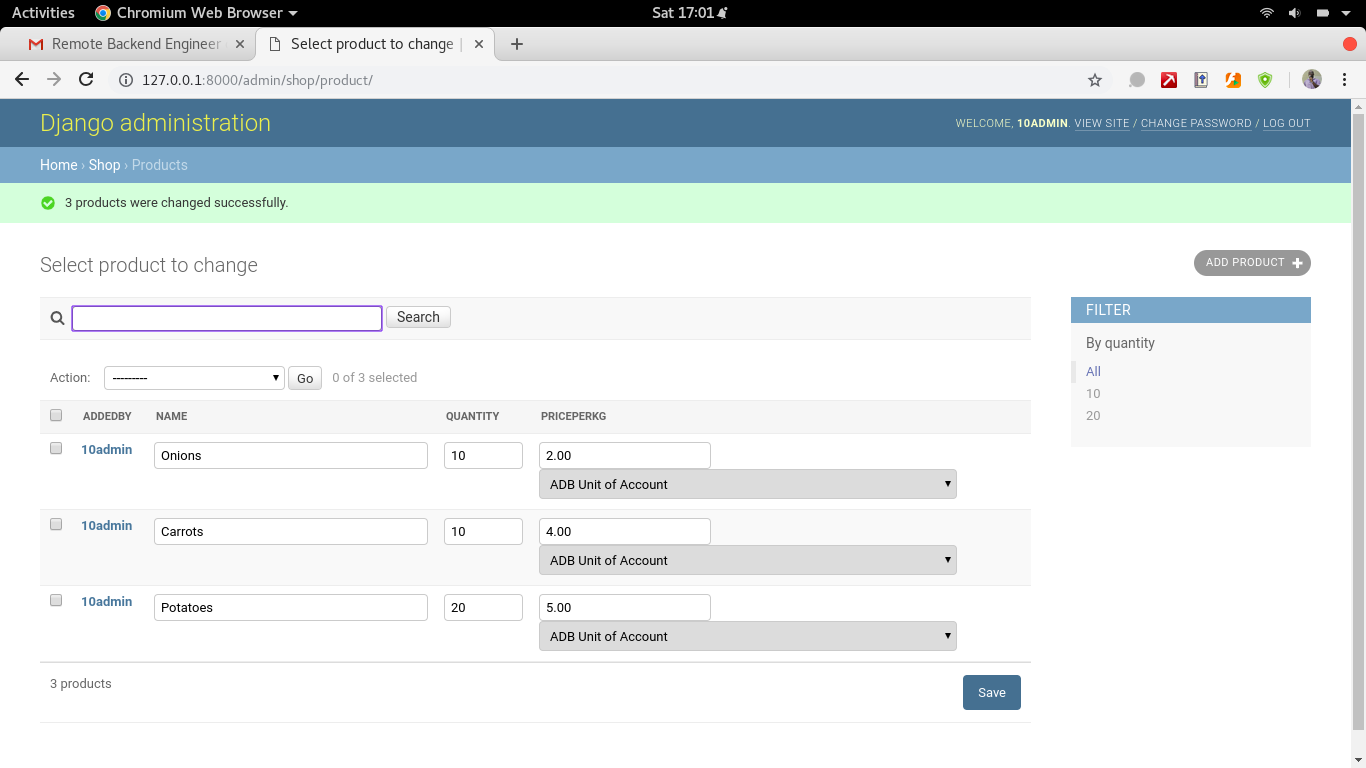 Activities Chromium Web Browser Sat 17:01
Remote Backend Engineer Select product to change |
127.0.0.1:8000/admin/shop/product/
Django administration WELCOME, 10ADMIN. VIEW SITE / CHANGE PASSWORD / LOG OUT
Home › Shop › Products
3 products were changed successfully.
Select product to change ADD PRODUCT +
Search
Action: --------- Go 0 of 3 selected
ADDEDBY NAME QUANTITY PRICEPERKG
10admin Onions 10 2.00
ADB Unit of Account
10admin Carrots 10 4.00
ADB Unit of Account
10admin Potatoes 20 5.00
ADB Unit of Account
3 products Save
FILTER
By quantity
All
10
20